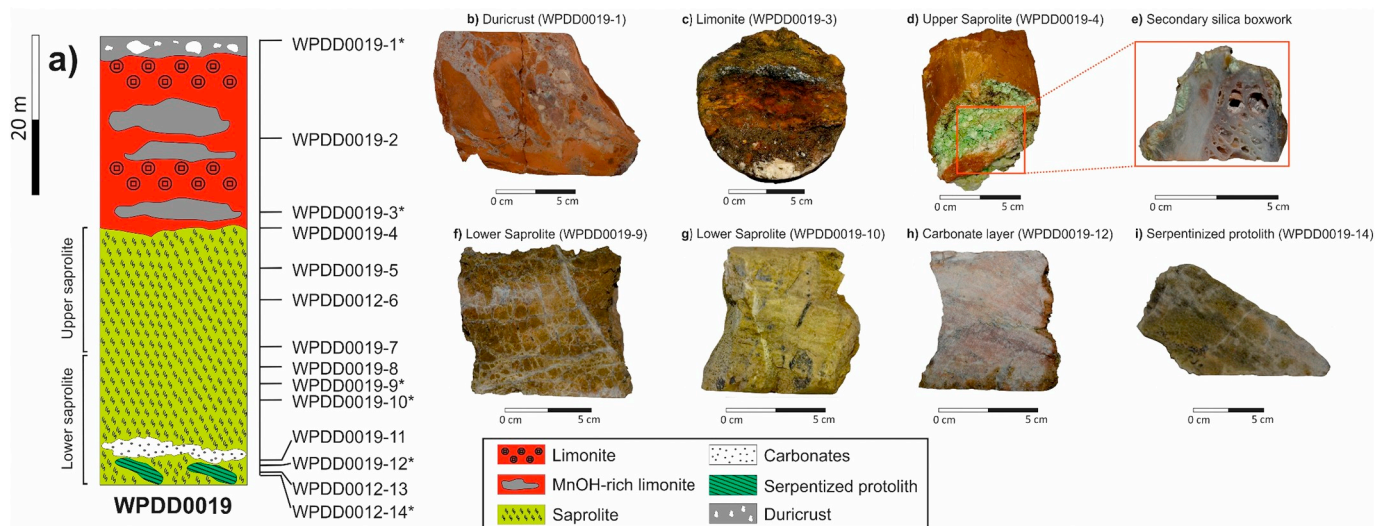 a)
20 m
Upper saprolite
Lower saprolite
WPDD0019
WPDD0019-1*
WPDD0019-2
WPDD0019-3*
WPDD0019-4
WPDD0019-5
WPDD0012-6
WPDD0019-7
WPDD0019-8
WPDD0019-9*
WPDD0019-10*
WPDD0019-11
WPDD0019-12*
WPDD0012-13
WPDD0012-14*
b) Duricrust (WPDD0019-1)
0 cm 5 cm
c) Limonite (WPDD0019-3)
0 cm 5 cm
d) Upper Saprolite (WPDD0019-4)
0 cm 5 cm
e) Secondary silica boxwork
0 cm 5 cm
f) Lower Saprolite (WPDD0019-9)
0 cm 5 cm
g) Lower Saprolite (WPDD0019-10)
0 cm 5 cm
h) Carbonate layer (WPDD0019-12)
0 cm 5 cm
i) Serpentinized protolith (WPDD0019-14)
0 cm 5 cm
Limonite
MnOH-rich limonite
Saprolite
Carbonates
Serpentized protolith
Duricrust